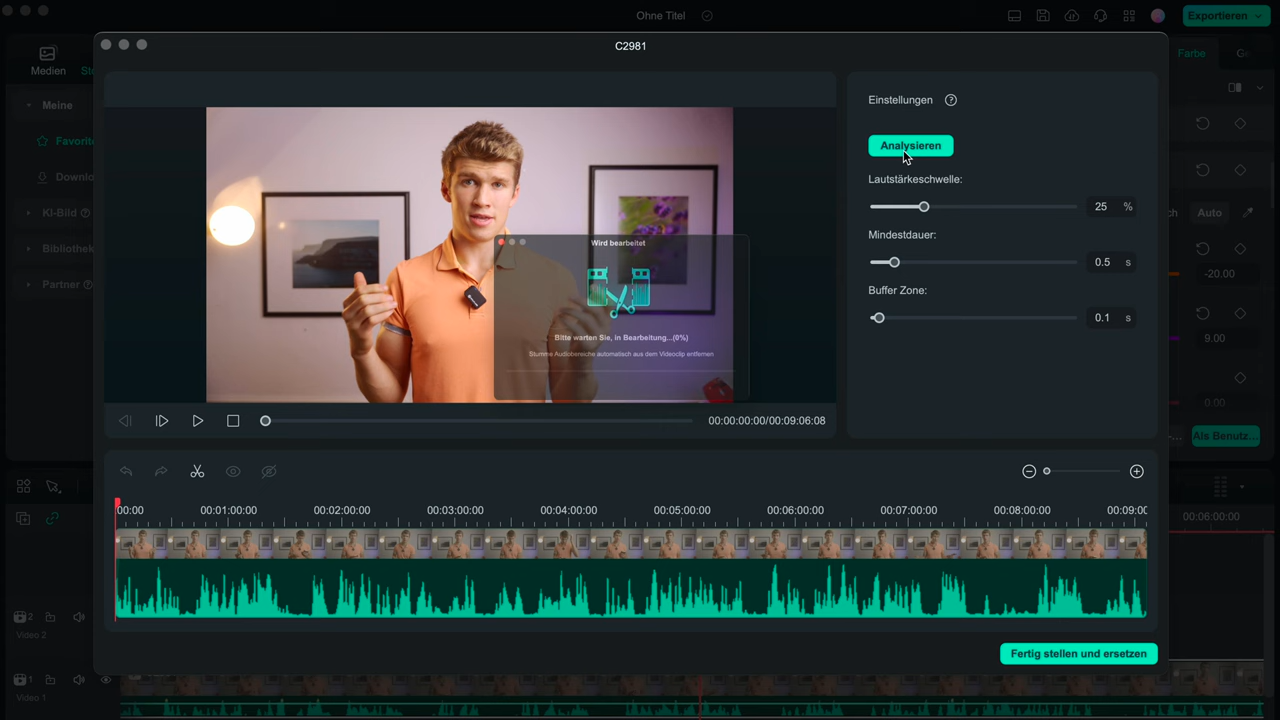 Ohne Titel
Exportieren
Medien
C2981
Farbe
Meine
Einstellungen
Analysieren
Favorite
Lautstärkeschwelle:
Downlo
25 %
KI-Bild
Auto
Mindestdauer:
Wird bearbeitet
Bibliothek
0.5 s
-20.00
Partner
Buffer Zone:
0.1 s
Bitte warten Sie, in Bearbeitung...(0%)
9.00
Stumme Audiobereiche automatisch aus dem Videoclip entfernen
0.00
00:00:00:00/00:09:06:08
Als Benutz...
00:00 00:01:00:00 00:02:00:00 00:03:00:00 00:04:00:00 00:05:00:00 00:06:00:00 00:07:00:00 00:08:00:00 00:09:00
00:06:00:00
2
Video 2
Fertig stellen und ersetzen
1
Video 1